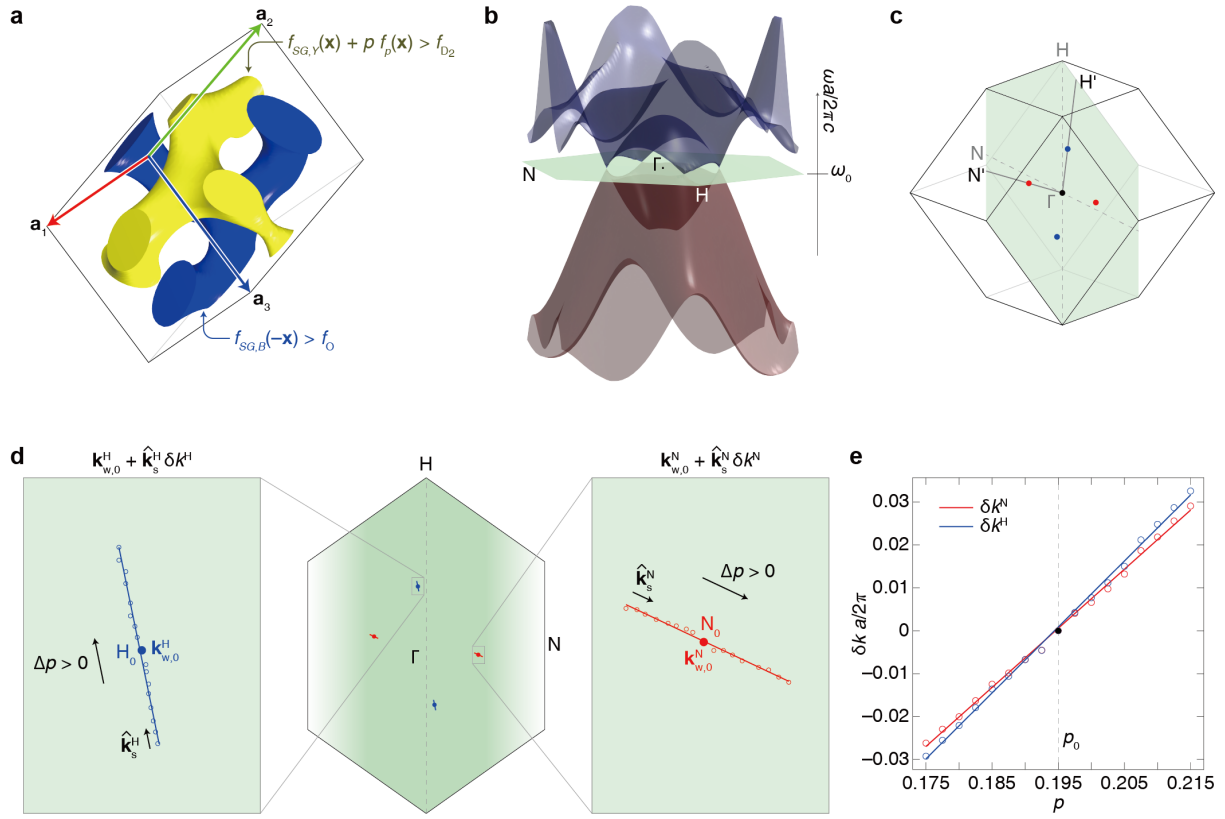 a
a₂
f_SG,Y(x) + p f_p(x) > f_D₂
a₁
a₃
f_SG,B(−x) > f_O
b
ωa/2πc
Γ
N
H
ω₀
c
H
H'
N
N'
Γ
d
k^H_w,0 + k̂^H_s δk^H
H
k^N_w,0 + k̂^N_s δk^N
Δp > 0
H₀
k^H_w,0
k̂^H_s
Γ
N
k̂^N_s
Δp > 0
N₀
k^N_w,0
e
δk a/2π
0.03
0.02
0.01
0
−0.01
−0.02
−0.03
δk^N
δk^H
p₀
0.175
0.185
0.195
0.205
0.215
p